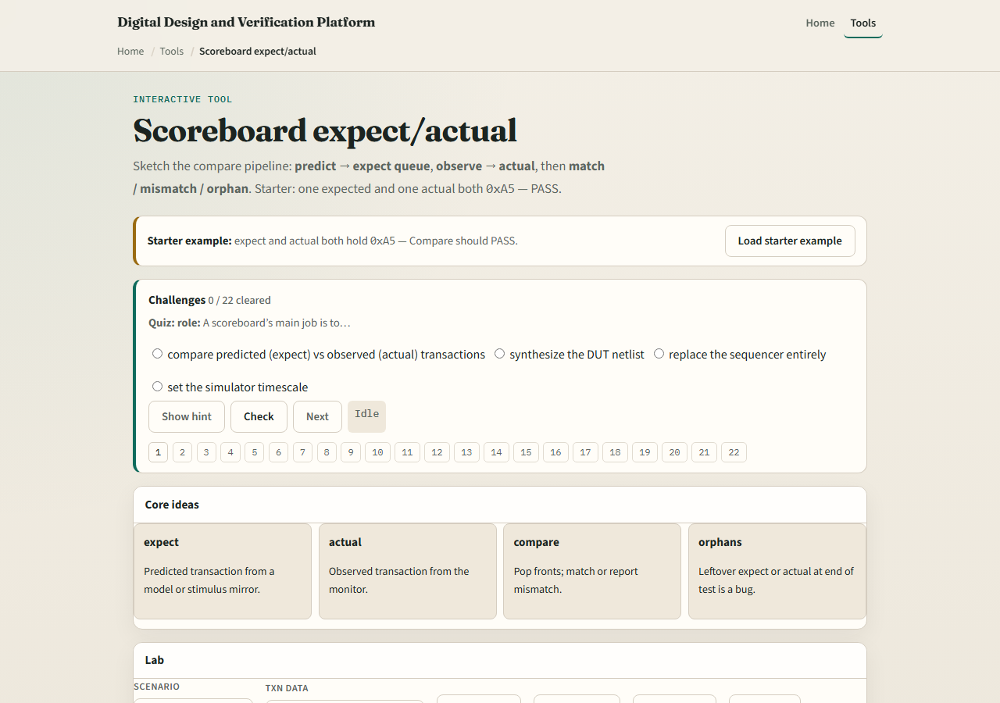 Digital Design and Verification Platform
Home Tools
Home / Tools / Scoreboard expect/actual
INTERACTIVE TOOL
Scoreboard expect/actual
Sketch the compare pipeline: predict → expect queue, observe → actual, then match
/ mismatch / orphan. Starter: one expected and one actual both 0xA5 — PASS.
Starter example: expect and actual both hold 0xA5 — Compare should PASS.
Load starter example
Challenges 0 / 22 cleared
Quiz: role: A scoreboard’s main job is to…
compare predicted (expect) vs observed (actual) transactions synthesize the DUT netlist replace the sequencer entirely
set the simulator timescale
Show hint Check Next Idle
1 2 3 4 5 6 7 8 9 10 11 12 13 14 15 16 17 18 19 20 21 22
Core ideas
expect
Predicted transaction from a
model or stimulus mirror.
actual
Observed transaction from the
monitor.
compare
Pop fronts; match or report
mismatch.
orphans
Leftover expect or actual at end of
test is a bug.
Lab
SCENARIO
TXN DATA